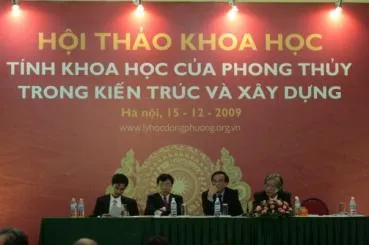 HỘI THẢO KHOA HỌC
TÍNH KHOA HỌC CỦA PHONG THỦY
TRONG KIẾN TRÚC VÀ XÂY DỰNG
Hà nội, 15 - 12 - 2009
www.lyhocdongphuong.org.vn